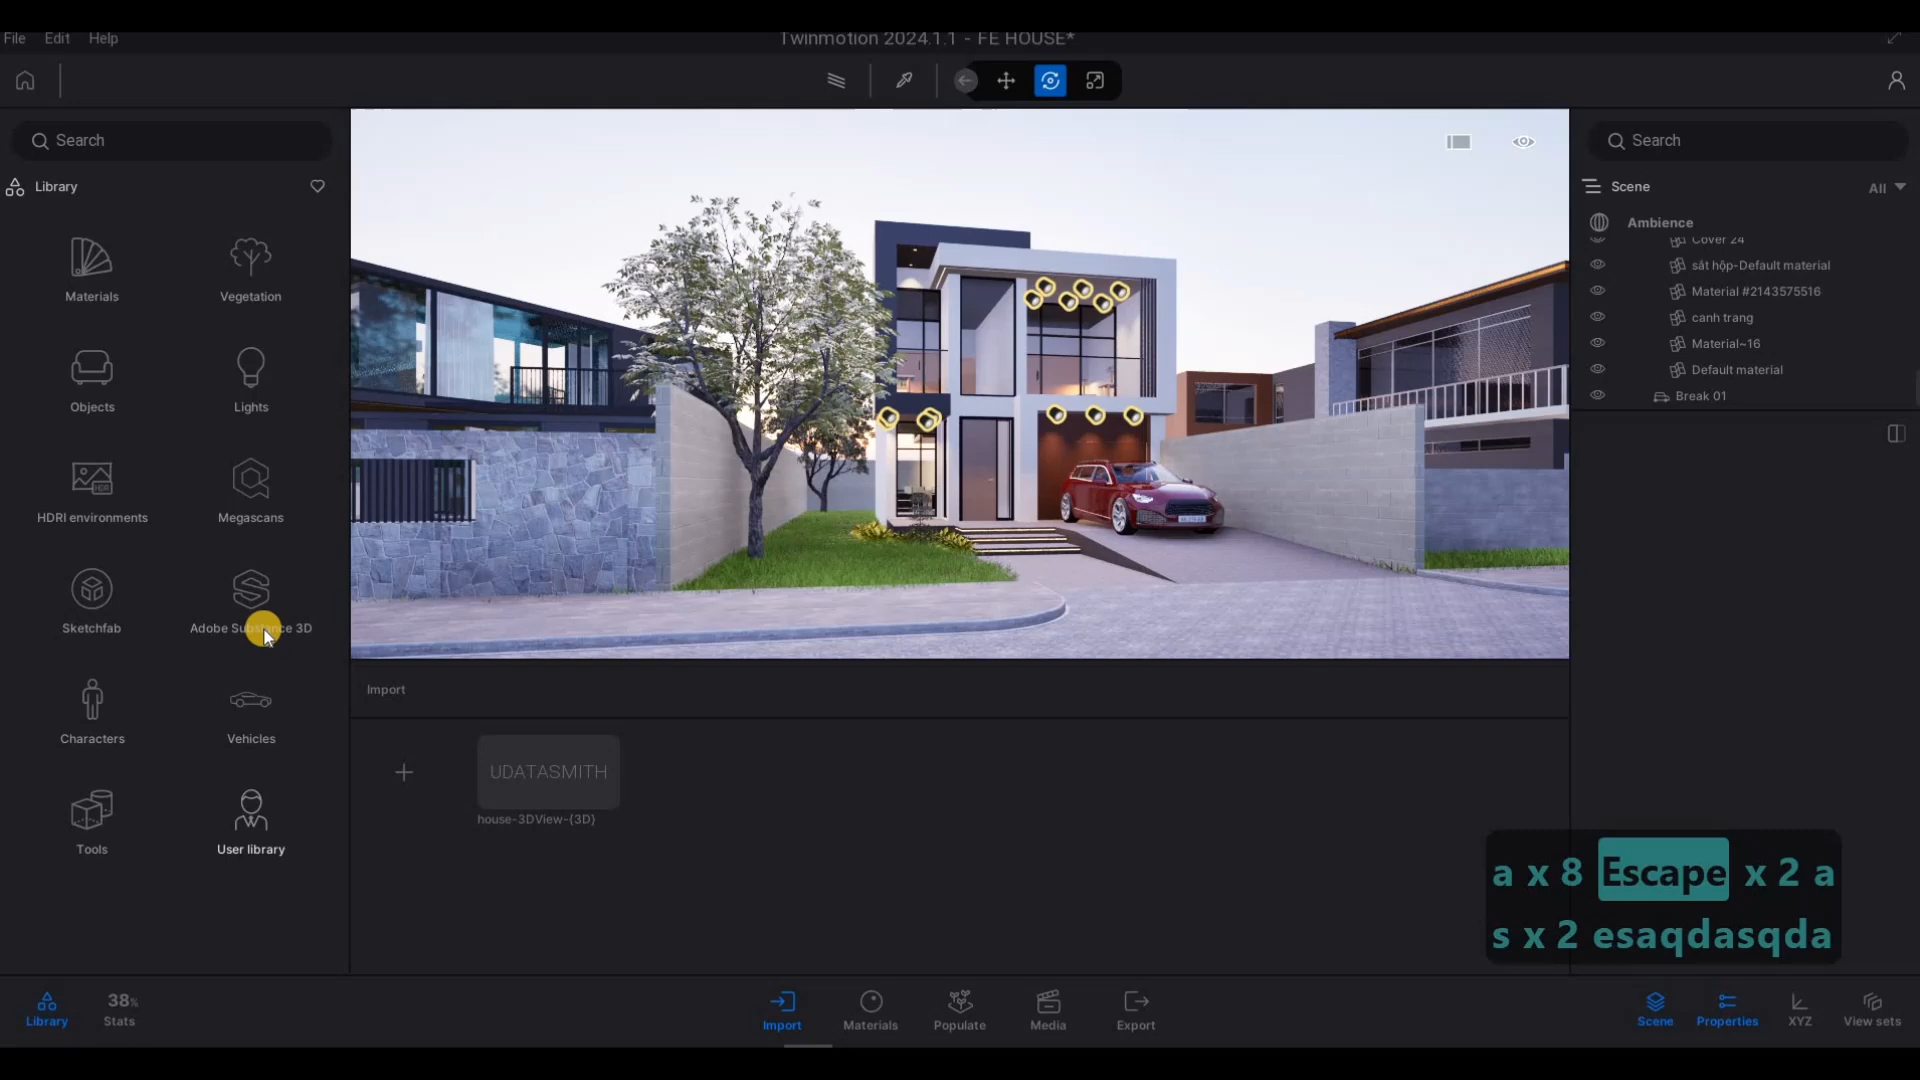 File Edit Help
Twinmotion 2024.1.1 - FE HOUSE*
Search
Library
Materials
Vegetation
Objects
Lights
HDR
HDRI environments
Megascans
Sketchfab
Adobe Substance 3D
Characters
Vehicles
Tools
User library
Import
UDATASMITH
house-3DView-{3D}
Search
Scene
All
Ambience
Cover 24
sắt hộp-Default material
Material #2143575516
canh trang
Material~16
Default material
Break 01
a x 8 Escape x 2 a
s x 2 esaqdasqda
Library
38%
Stats
Import
Materials
Populate
Media
Export
Scene
Properties
XYZ
View sets